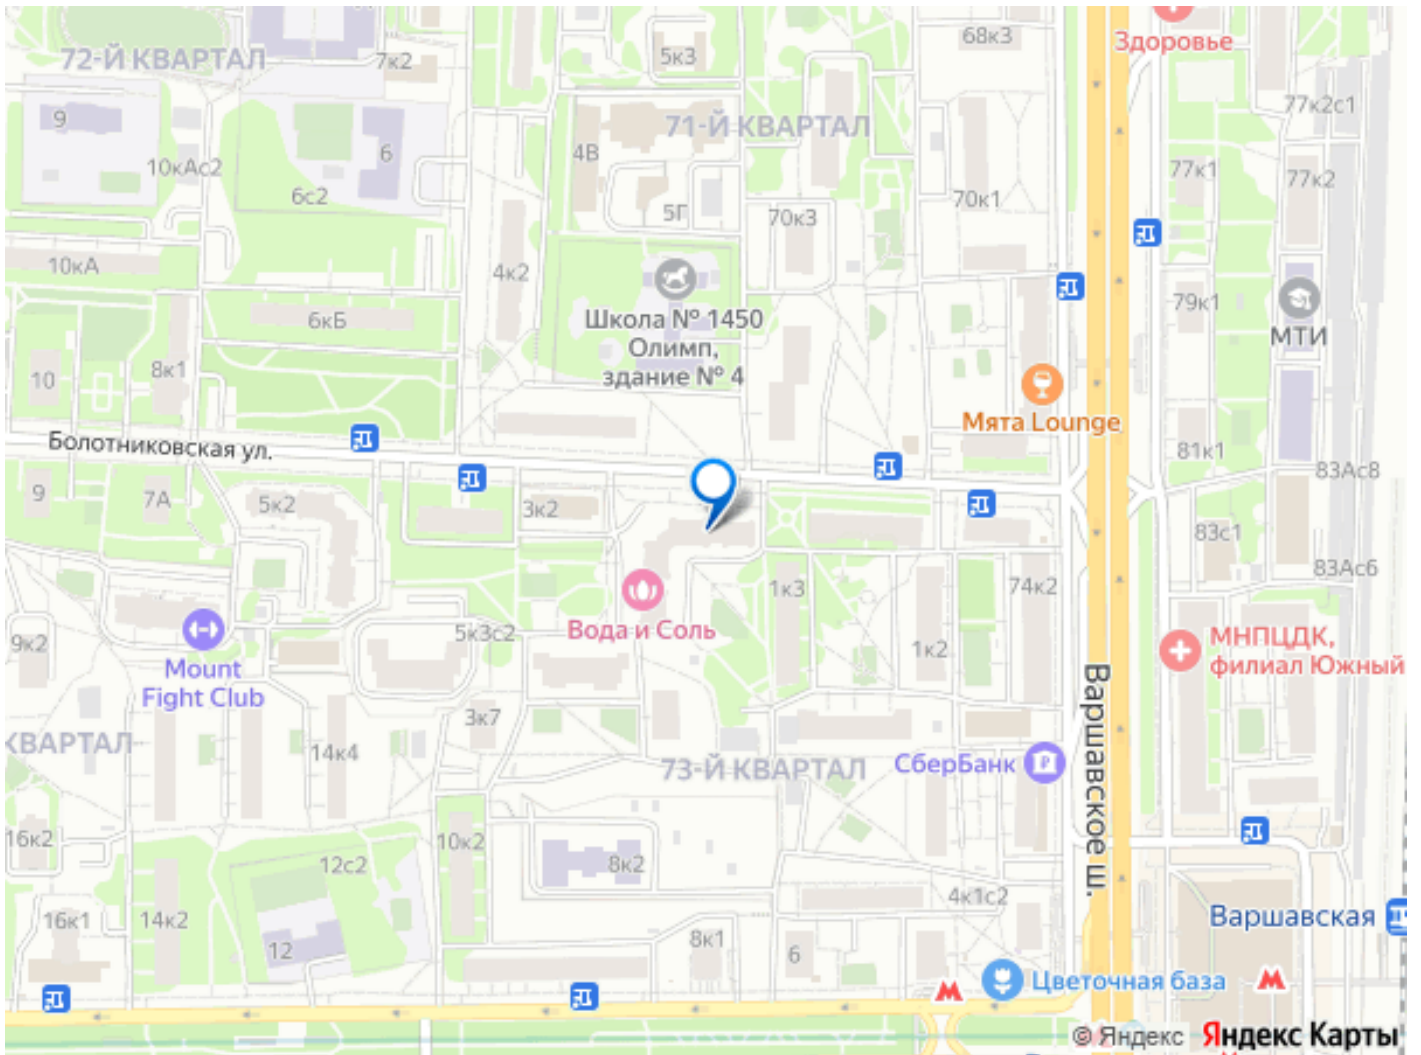 68к3
Здоровье
72-Й КВАРТАЛ
7к2
5к3
77к2с1
9
71-Й КВАРТАЛ
6
4В
10кАс2
77к1
77к2
6с2
5Г
70к3
70к1
10кА
4к2
79к1
6кБ
Школа № 1450
Олимп,
здание № 4
МТИ
8к1
10
Мята Lounge
Болотниковская ул.
81к1
83Ас8
9
7А
5к2
3к2
83с1
83Ас6
1к3
74к2
Вода и Соль
5к3с2
9к2
1к2
МНПЦДК,
филиал Южный
Mount
Fight Club
Варшавское ш.
3к7
КВАРТАЛ
14к4
73-Й КВАРТАЛ
СберБанк
16к2
10к2
12с2
8к2
4к1с2
16к1
14к2
Варшавская
12
8к1
6
Цветочная база
© Яндекс
Яндекс Карты